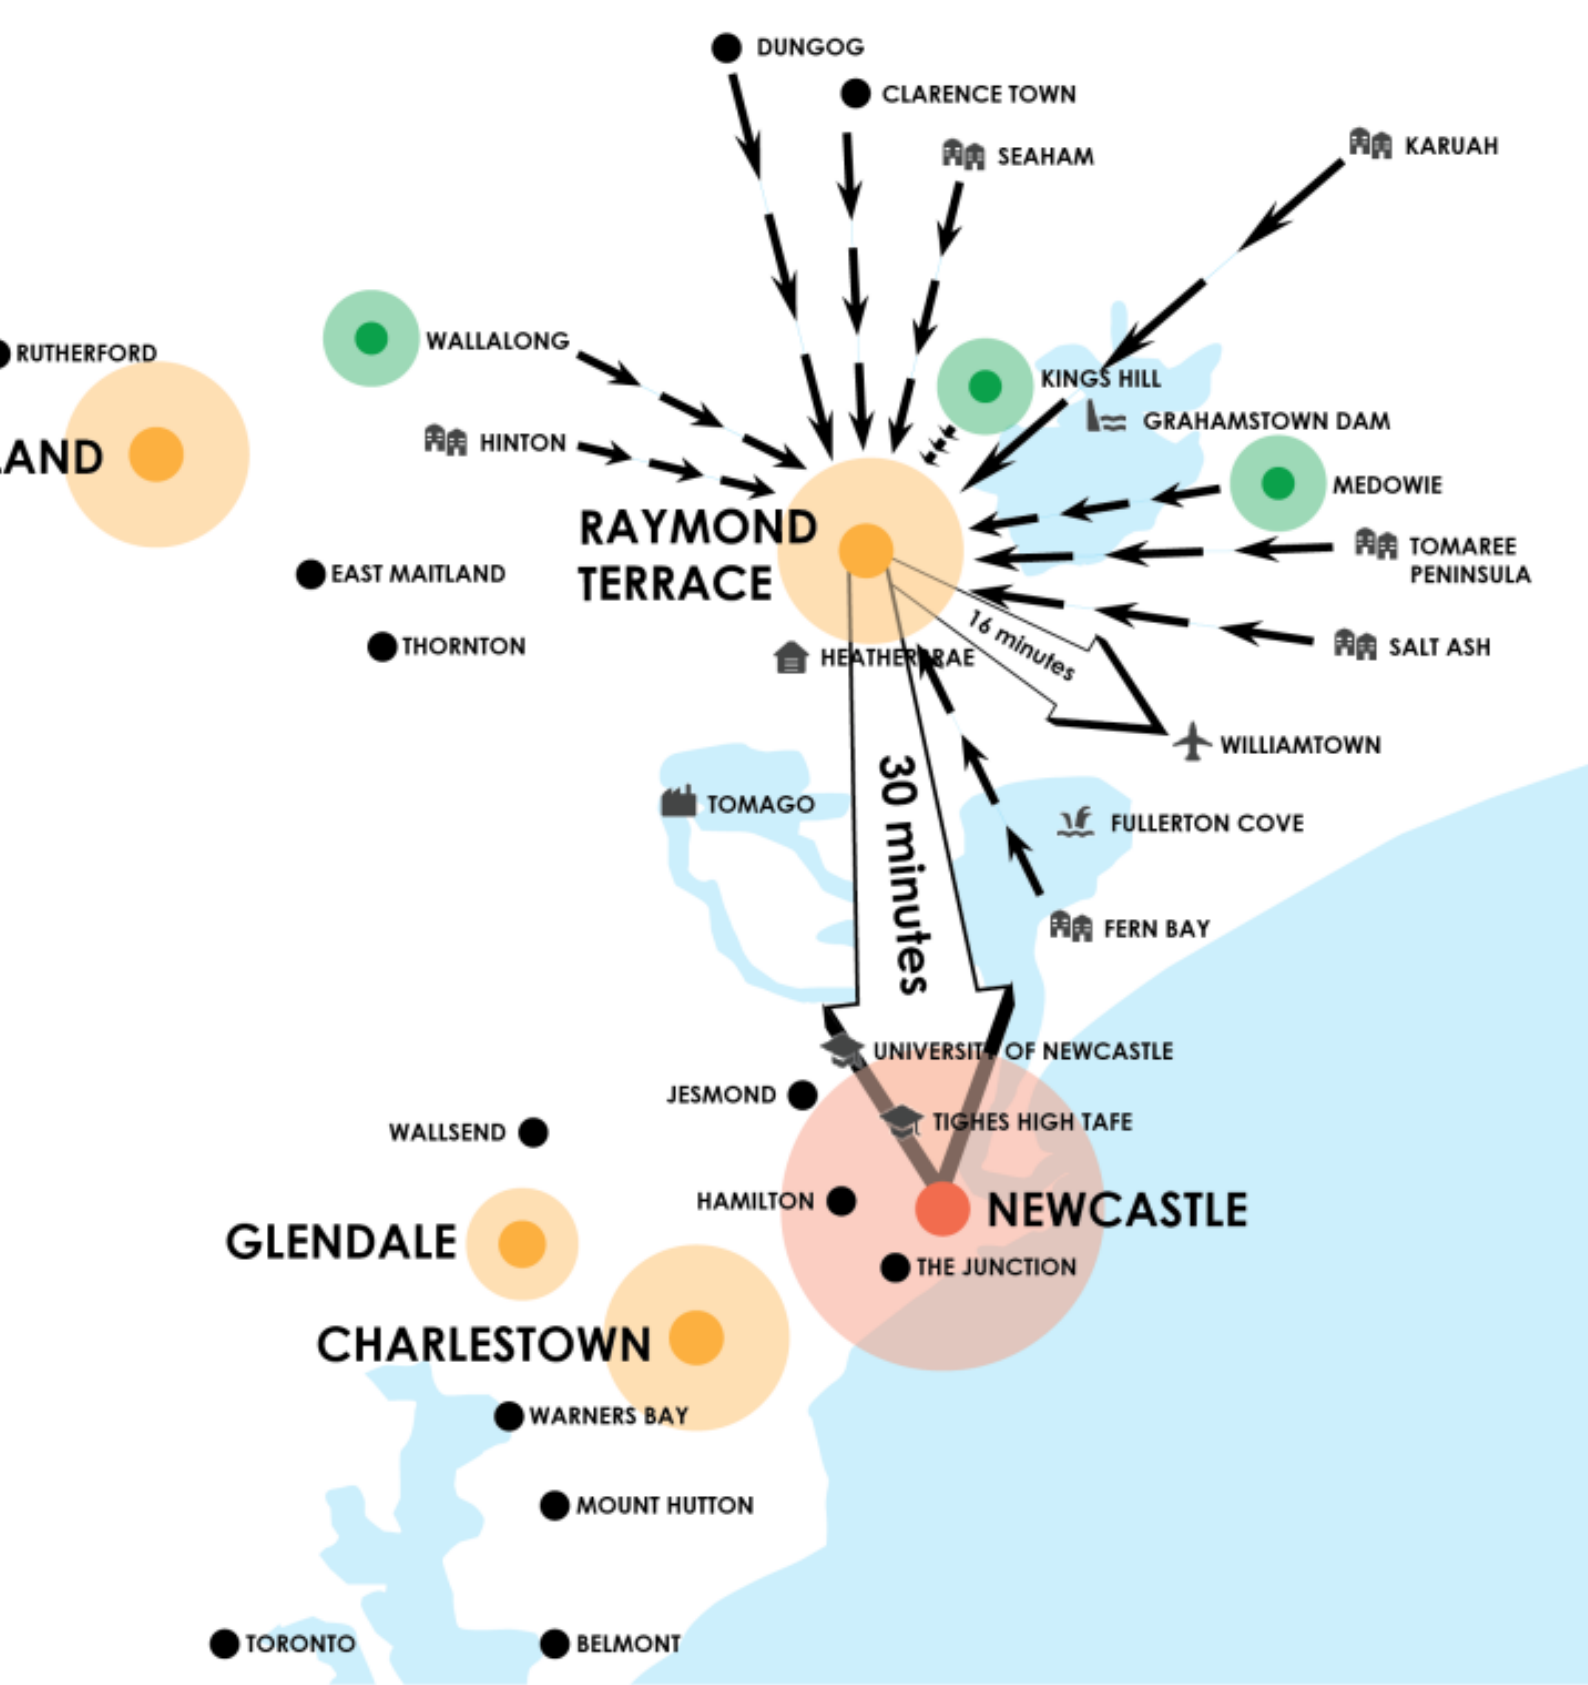 DUNGOG
CLARENCE TOWN
SEAHAM
KARUAH
WALLALONG
RUTHERFORD
KINGS HILL
GRAHAMSTOWN DAM
HINTON
LAND
MEDOWIE
RAYMOND
TERRACE
TOMAREE
PENINSULA
EAST MAITLAND
THORNTON
16 minutes
SALT ASH
HEATHERBRAE
WILLIAMTOWN
30 minutes
TOMAGO
FULLERTON COVE
FERN BAY
UNIVERSITY OF NEWCASTLE
JESMOND
TIGHES HIGH TAFE
WALLSEND
HAMILTON
NEWCASTLE
GLENDALE
THE JUNCTION
CHARLESTOWN
WARNERS BAY
MOUNT HUTTON
TORONTO
BELMONT